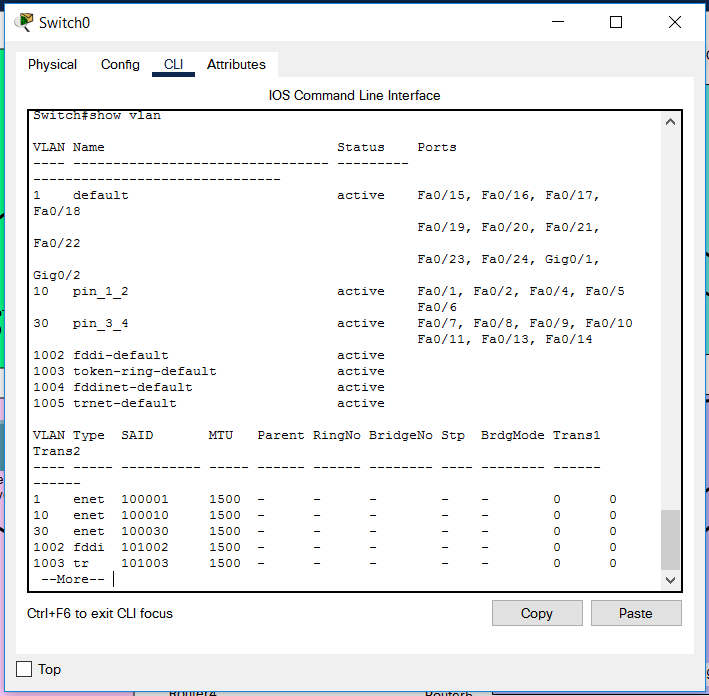 Switch0
Physical Config CLI Attributes
IOS Command Line Interface
Switch#show vlan
VLAN Name Status Ports
---- -------------------------------- --------- -------------------------------
1 default active Fa0/15, Fa0/16, Fa0/17,
Fa0/18
Fa0/19, Fa0/20, Fa0/21,
Fa0/22
Fa0/23, Fa0/24, Gig0/1,
Gig0/2
10 pin_1_2 active Fa0/1, Fa0/2, Fa0/4, Fa0/5
Fa0/6
30 pin_3_4 active Fa0/7, Fa0/8, Fa0/9, Fa0/10
Fa0/11, Fa0/13, Fa0/14
1002 fddi-default active
1003 token-ring-default active
1004 fddinet-default active
1005 trnet-default active
VLAN Type SAID MTU Parent RingNo BridgeNo Stp BrdgMode Trans1
Trans2
---- ----- ---------- ----- ------ ------ -------- ---- -------- ------
------
1 enet 100001 1500 - - - - - 0 0
10 enet 100010 1500 - - - - - 0 0
30 enet 100030 1500 - - - - - 0 0
1002 fddi 101002 1500 - - - - - 0 0
1003 tr 101003 1500 - - - - - 0 0
--More--
Ctrl+F6 to exit CLI focus
Copy Paste
Top